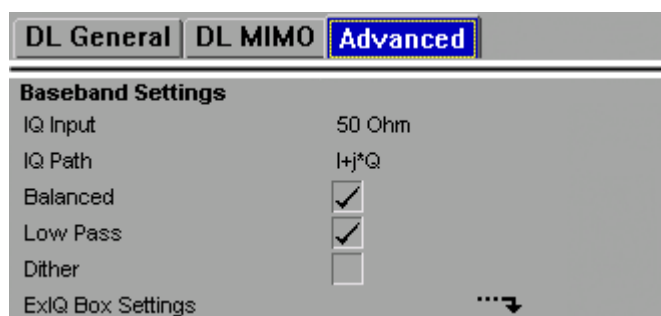 DL General DL MIMO Advanced
Baseband Settings
IQ Input 50 Ohm
IQ Path I+j*Q
Balanced
Low Pass
Dither
ExIQ Box Settings